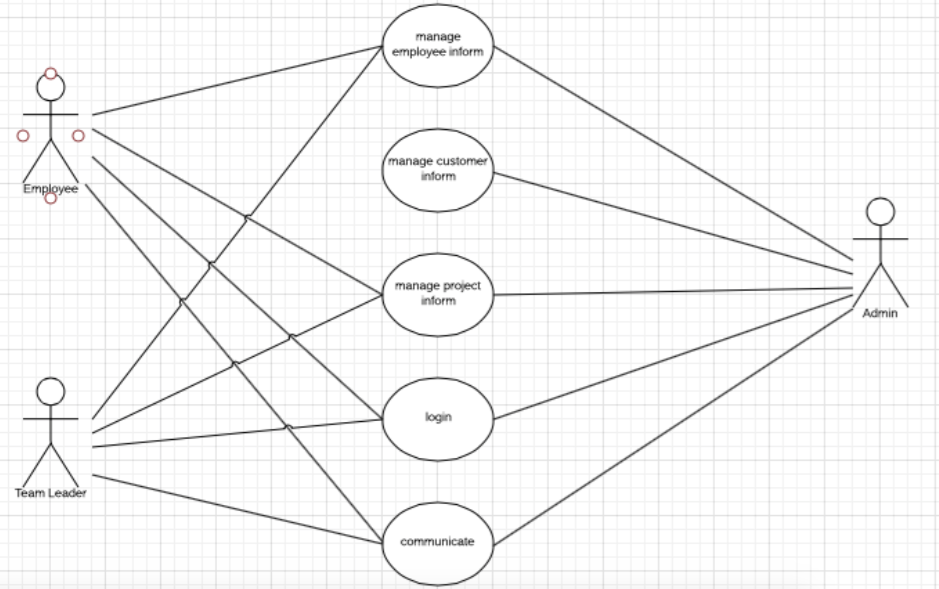 manage
employee inform
Employee
manage customer
inform
manage project
inform
Admin
login
Team Leader
communicate